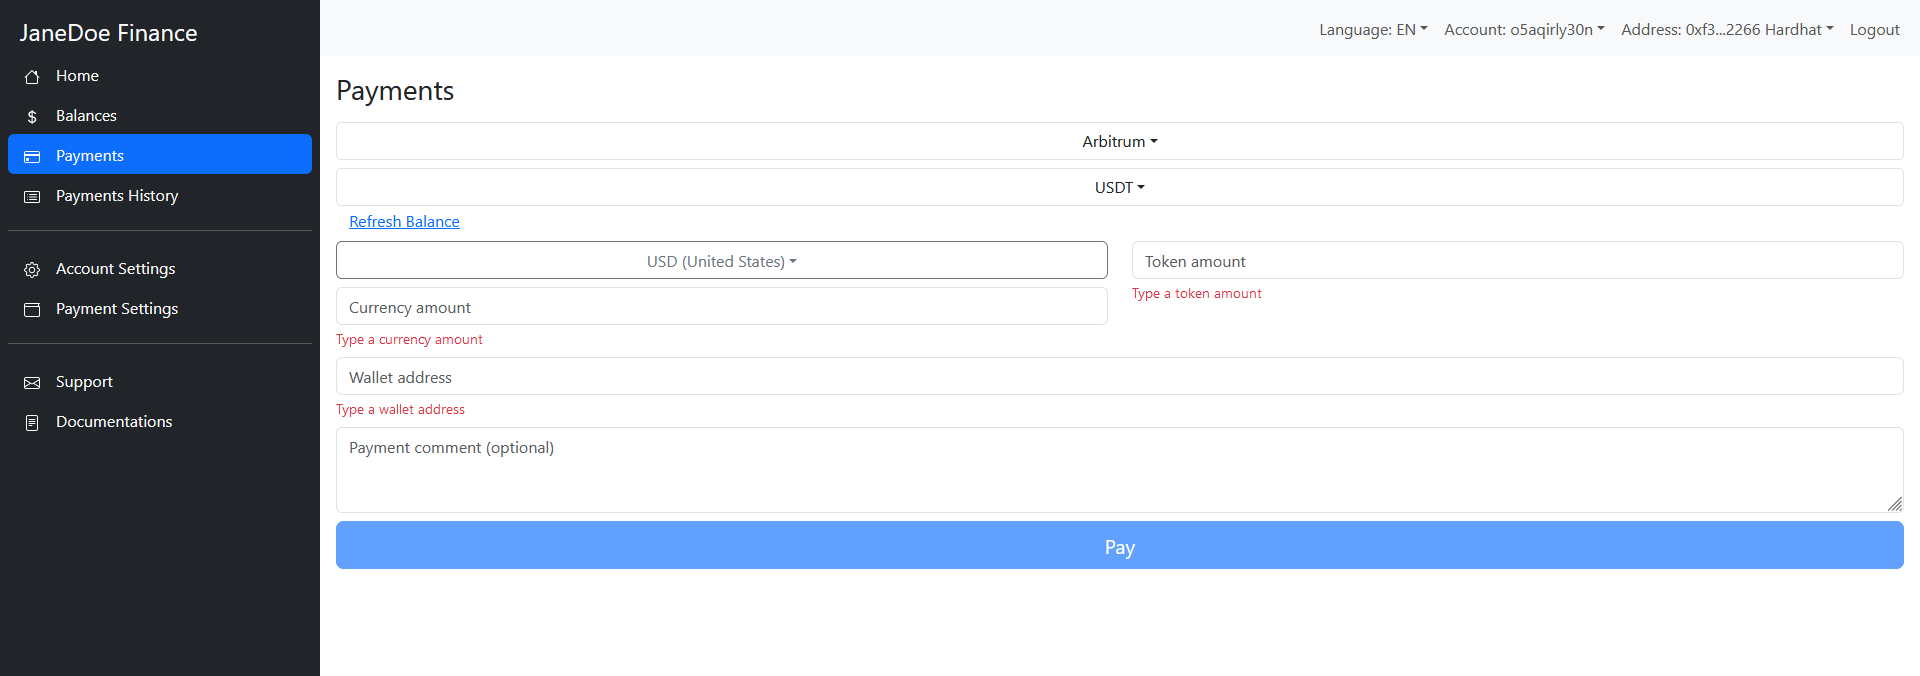 JaneDoe Finance
Home
Balances
Payments
Payments History
Account Settings
Payment Settings
Support
Documentations
Language: EN
Account: o5aqirly30n
Address: 0xf3...2266 Hardhat
Logout
Payments
Arbitrum
USDT
Refresh Balance
USD (United States)
Token amount
Type a token amount
Currency amount
Type a currency amount
Wallet address
Type a wallet address
Payment comment (optional)
Pay